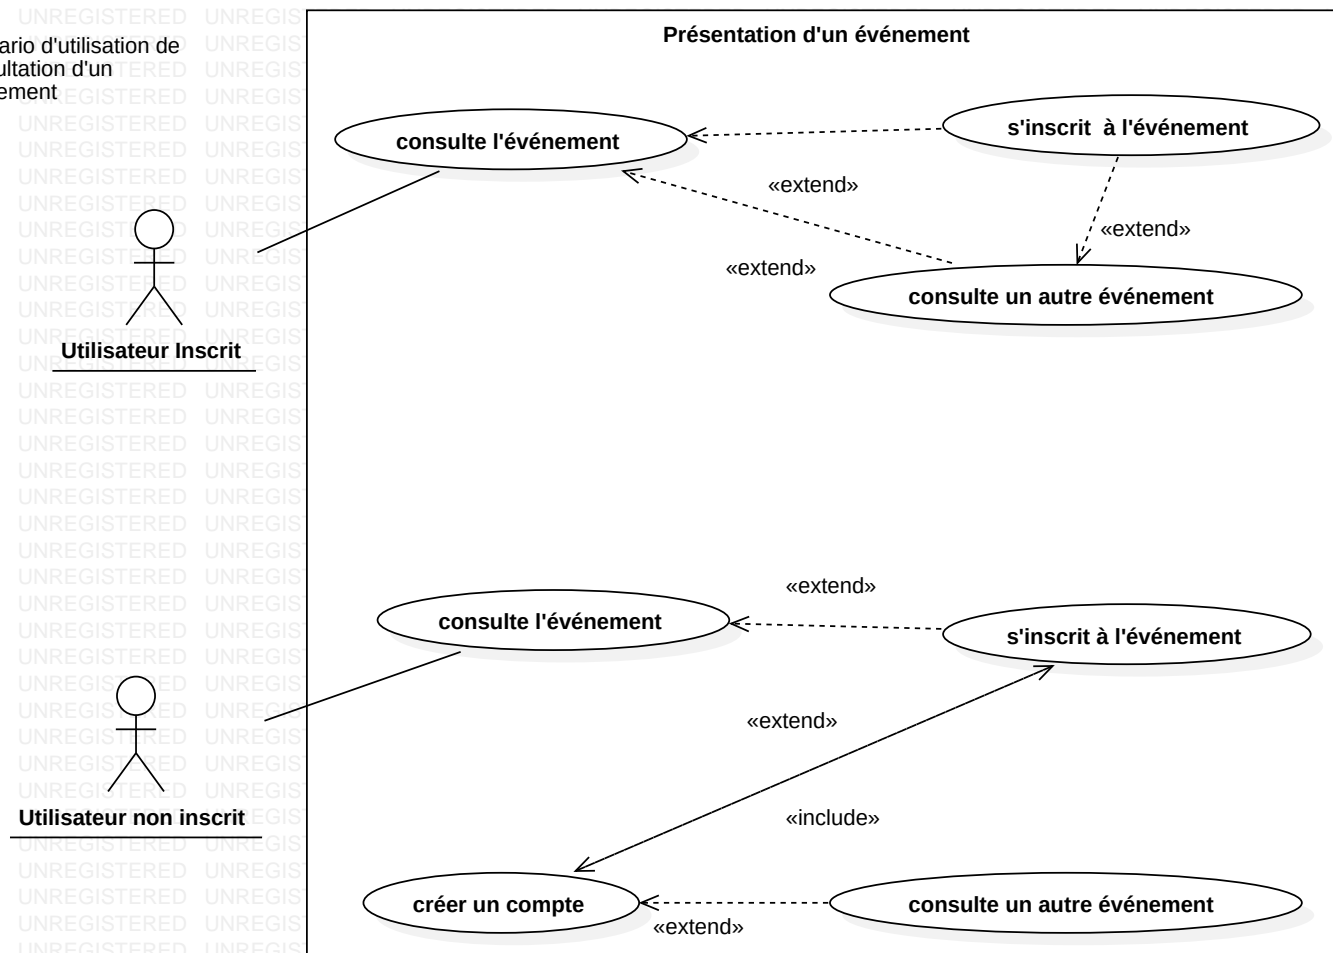 Présentation d'un événement
ario d'utilisation de
ultation d'un
ement
consulte l'événement
s'inscrit  à l'événement
«extend»
«extend»
«extend»
consulte un autre événement
Utilisateur Inscrit
«extend»
consulte l'événement
s'inscrit à l'événement
«extend»
«include»
Utilisateur non inscrit
créer un compte
consulte un autre événement
«extend»
UNREGISTERED UNREGIS